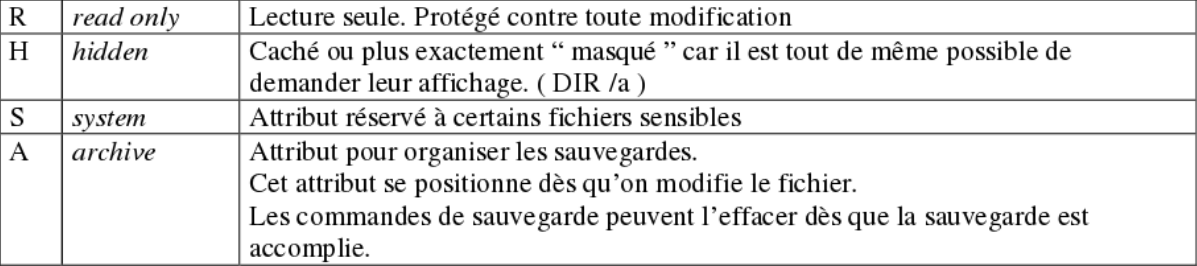 R read only Lecture seule. Protégé contre toute modification
H hidden Caché ou plus exactement “ masqué ” car il est tout de même possible de
demander leur affichage. ( DIR /a )
S system Attribut réservé à certains fichiers sensibles
A archive Attribut pour organiser les sauvegardes.
Cet attribut se positionne dès qu’on modifie le fichier.
Les commandes de sauvegarde peuvent l’effacer dès que la sauvegarde est
accomplie.